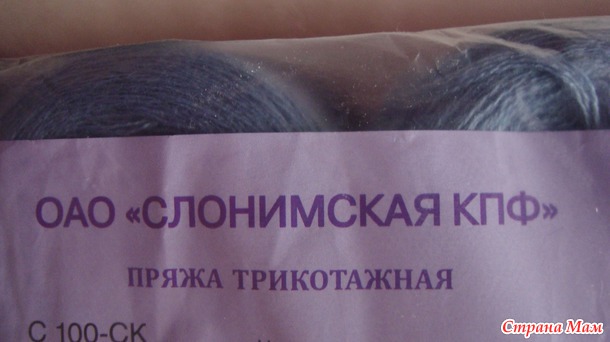 ОАО «СЛОНИМСКАЯ КПФ»
ПРЯЖА ТРИКОТАЖНАЯ
С 100-СК
Страна Мам